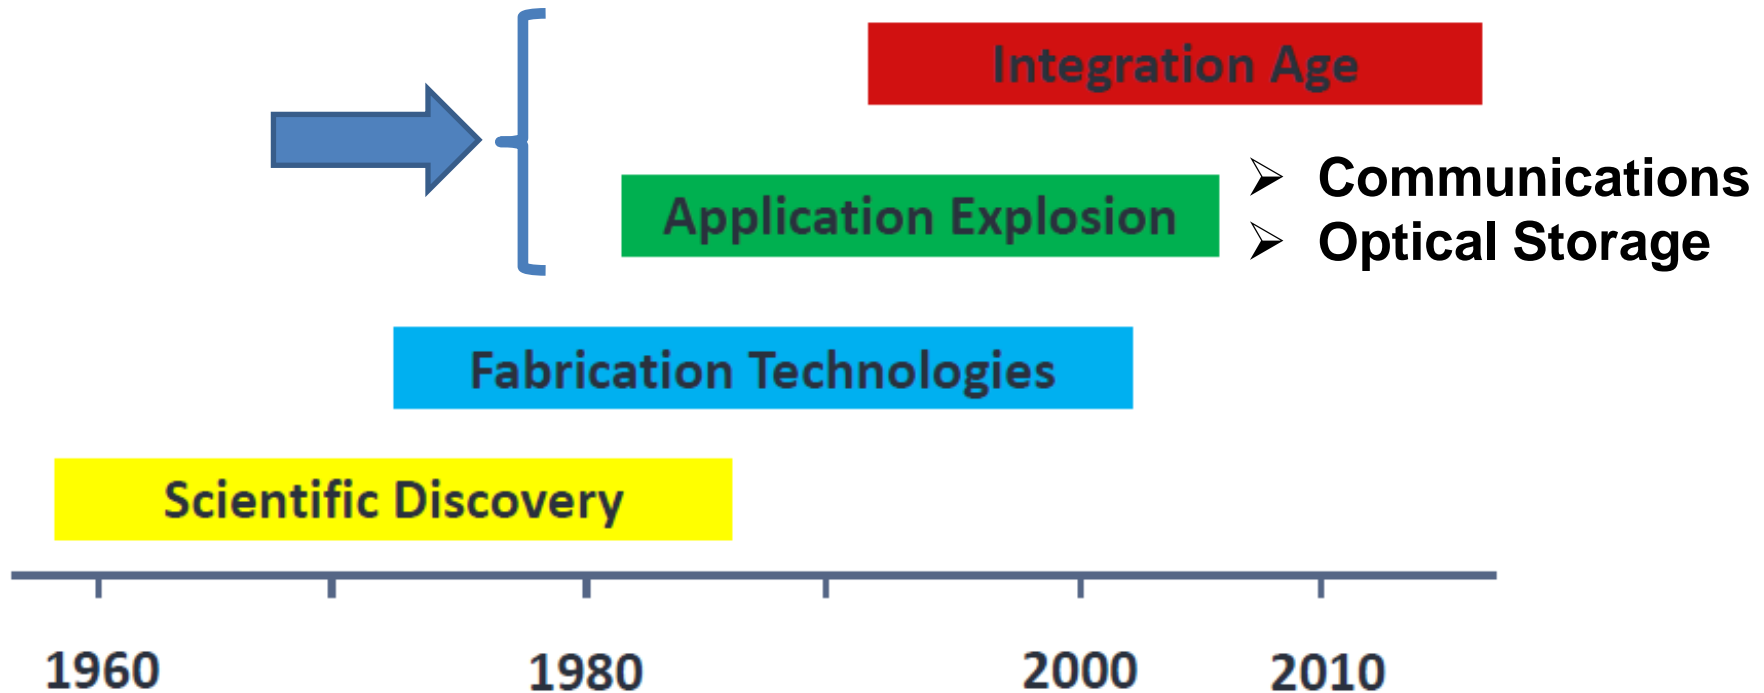 Integration Age
Application Explosion
➢ Communications
➢ Optical Storage
Fabrication Technologies
Scientific Discovery
1960 1980 2000 2010